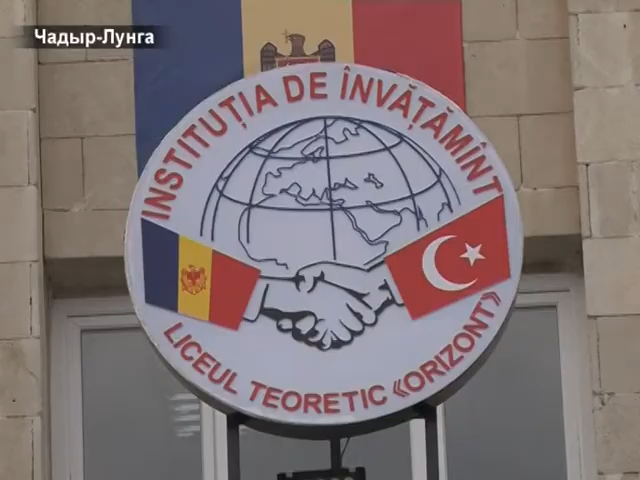 Чадыр-Лунга
INSTITUȚIA DE ÎNVĂȚĂMÎNT
LICEUL TEORETIC «ORIZONT»